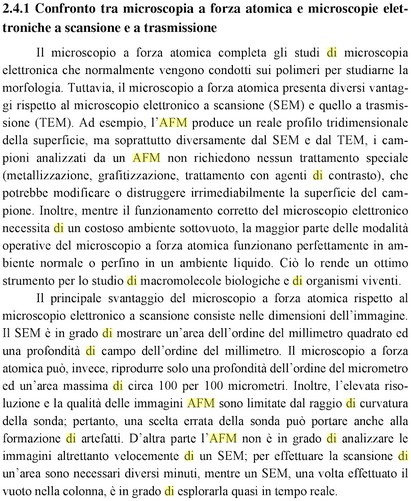 2.4.1 Confronto tra microscopia a forza atomica e microscopie elet-
troniche a scansione e a trasmissione
Il microscopio a forza atomica completa gli studi di microscopia
elettronica che normalmente vengono condotti sui polimeri per studiarne la
morfologia. Tuttavia, il microscopio a forza atomica presenta diversi vantag-
gi rispetto al microscopio elettronico a scansione (SEM) e quello a trasmis-
sione (TEM). Ad esempio, l'AFM produce un reale profilo tridimensionale
della superficie, ma soprattutto diversamente dal SEM e dal TEM, i cam-
pioni analizzati da un AFM non richiedono nessun trattamento speciale
(metallizzazione, grafitizzazione, trattamento con agenti di contrasto), che
potrebbe modificare o distruggere irrimediabilmente la superficie del cam-
pione. Inoltre, mentre il funzionamento corretto del microscopio elettronico
necessita di un costoso ambiente sottovuoto, la maggior parte delle modalità
operative del microscopio a forza atomica funzionano perfettamente in am-
biente normale o perfino in un ambiente liquido. Ciò lo rende un ottimo
strumento per lo studio di macromolecole biologiche e di organismi viventi.
Il principale svantaggio del microscopio a forza atomica rispetto al
microscopio elettronico a scansione consiste nelle dimensioni dell'immagine.
Il SEM è in grado di mostrare un'area dell'ordine del millimetro quadrato ed
una profondità di campo dell'ordine del millimetro. Il microscopio a forza
atomica può, invece, riprodurre solo una profondità dell'ordine del micrometro
ed un'area massima di circa 100 per 100 micrometri. Inoltre, l'elevata riso-
luzione e la qualità delle immagini AFM sono limitate dal raggio di curvatura
della sonda; pertanto, una scelta errata della sonda può portare anche alla
formazione di artefatti. D'altra parte l'AFM non è in grado di analizzare le
immagini altrettanto velocemente di un SEM; per effettuare la scansione di
un'area sono necessari diversi minuti, mentre un SEM, una volta effettuato il
vuoto nella colonna, è in grado di esplorarla quasi in tempo reale.